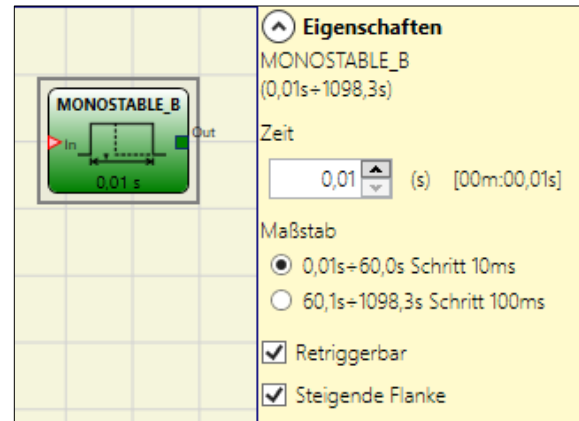 MONOSTABLE_B
In
Out
0,01 s
Eigenschaften
MONOSTABLE_B
(0,01s÷1098,3s)
Zeit
0,01 (s) [00m:00,01s]
Maßstab
0,01s÷60,0s Schritt 10ms
60,1s÷1098,3s Schritt 100ms
Retriggerbar
Steigende Flanke